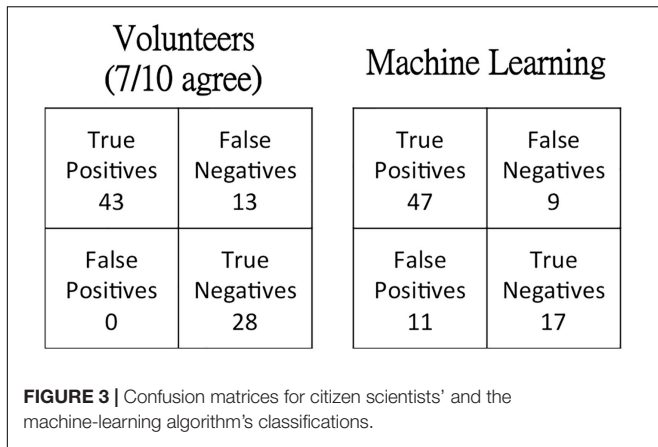 Volunteers
(7/10 agree)
Machine Learning
True
Positives
43
False
Negatives
13
False
Positives
0
True
Negatives
28
True
Positives
47
False
Negatives
9
False
Positives
11
True
Negatives
17
FIGURE 3 | Confusion matrices for citizen scientists’ and the
machine-learning algorithm’s classifications.